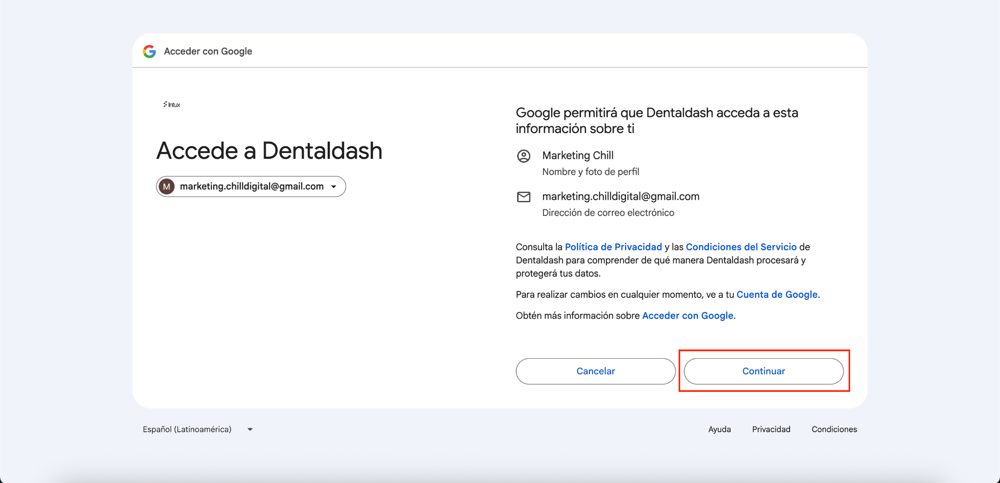 Acceder con Google
Intux
Accede a Dentaldash
M marketing.chilldigital@gmail.com
Google permitirá que Dentaldash acceda a esta
información sobre ti
Marketing Chill
Nombre y foto de perfil
marketing.chilldigital@gmail.com
Dirección de correo electrónico
Consulta la Política de Privacidad y las Condiciones del Servicio de
Dentaldash para comprender de qué manera Dentaldash procesará y
protegerá tus datos.
Para realizar cambios en cualquier momento, ve a tu Cuenta de Google.
Obtén más información sobre Acceder con Google.
Cancelar Continuar
Español (Latinoamérica) Ayuda Privacidad Condiciones